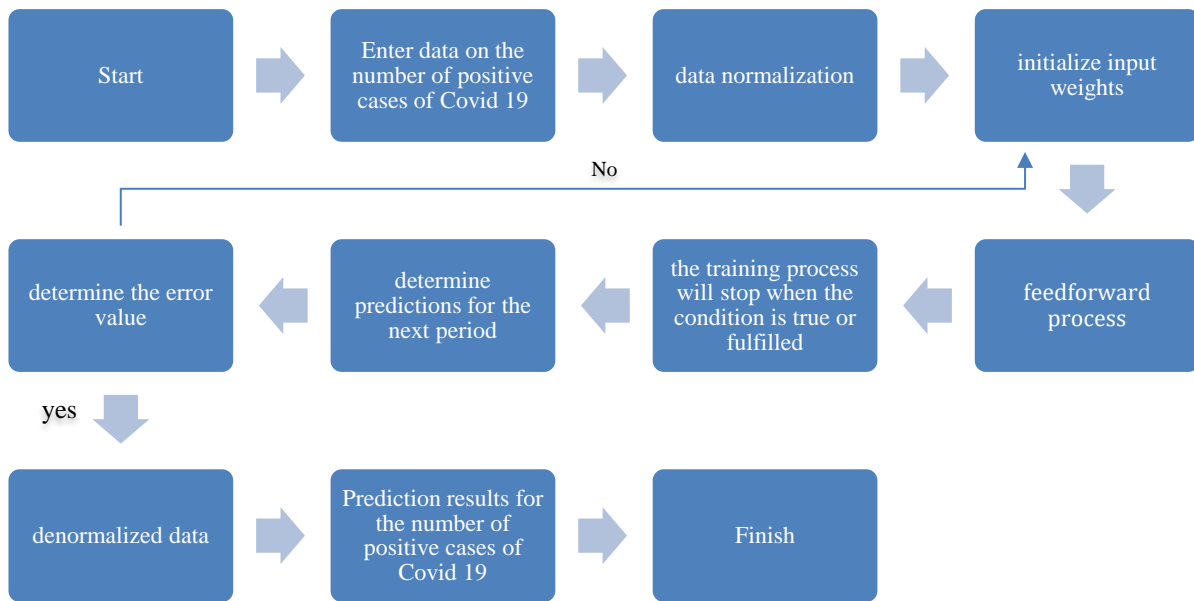 Start
Enter data on the
number of positive
cases of Covid 19
data normalization
initialize input
weights
No
determine the error
value
determine
predictions for the
next period
the training process
will stop when the
condition is true or
fulfilled
feedforward
process
yes
denormalized data
Prediction results for
the number of
positive cases of
Covid 19
Finish